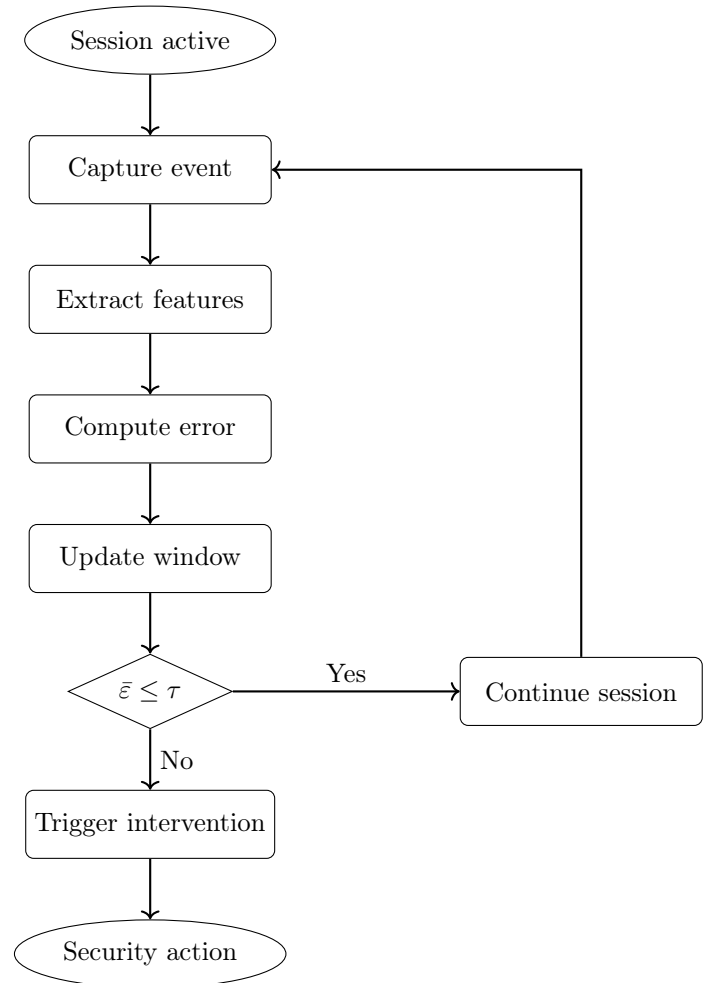 Session active
Capture event
Extract features
Compute error
Update window
ε̄ ≤ τ
Yes
Continue session
No
Trigger intervention
Security action